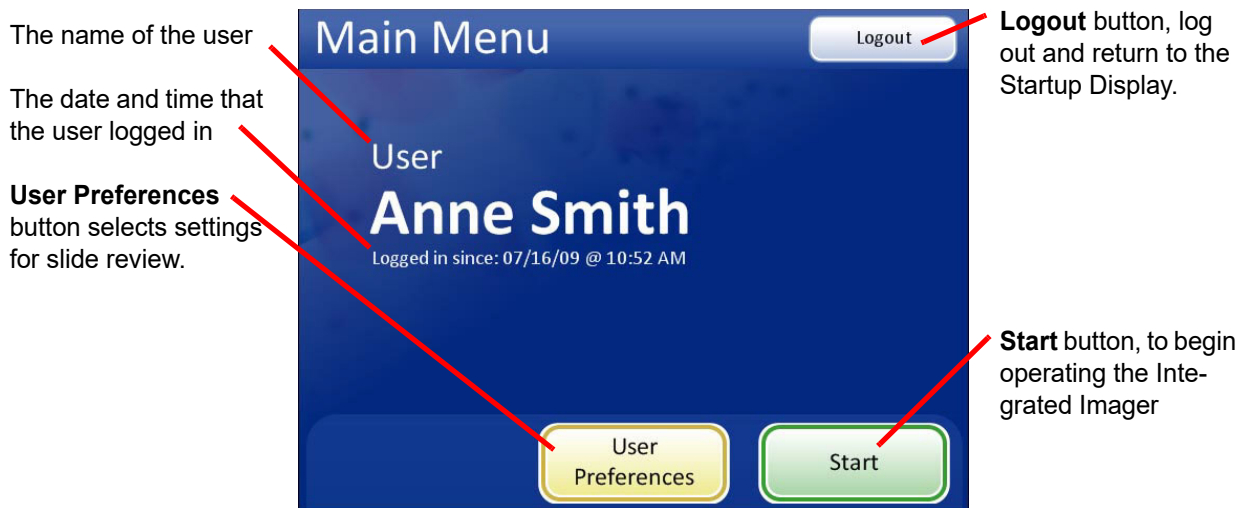 The name of the user
The date and time that
the user logged in
User Preferences
button selects settings
for slide review.
Main Menu
Logout
User
Anne Smith
Logged in since: 07/16/09 @ 10:52 AM
User
Preferences
Start
Logout button, log
out and return to the
Startup Display.
Start button, to begin
operating the Inte-
grated Imager